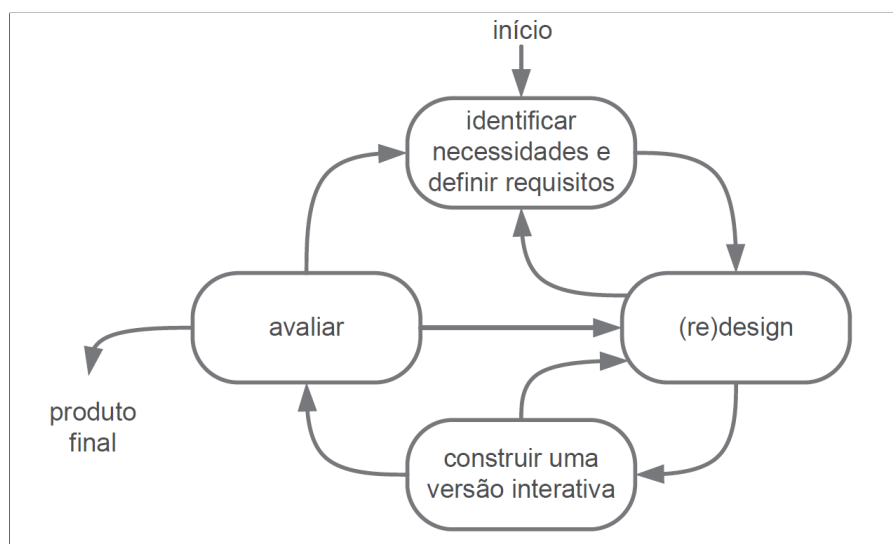 início
identificar
necessidades e
definir requisitos
avaliar
(re)design
produto
final
construir uma
versão interativa